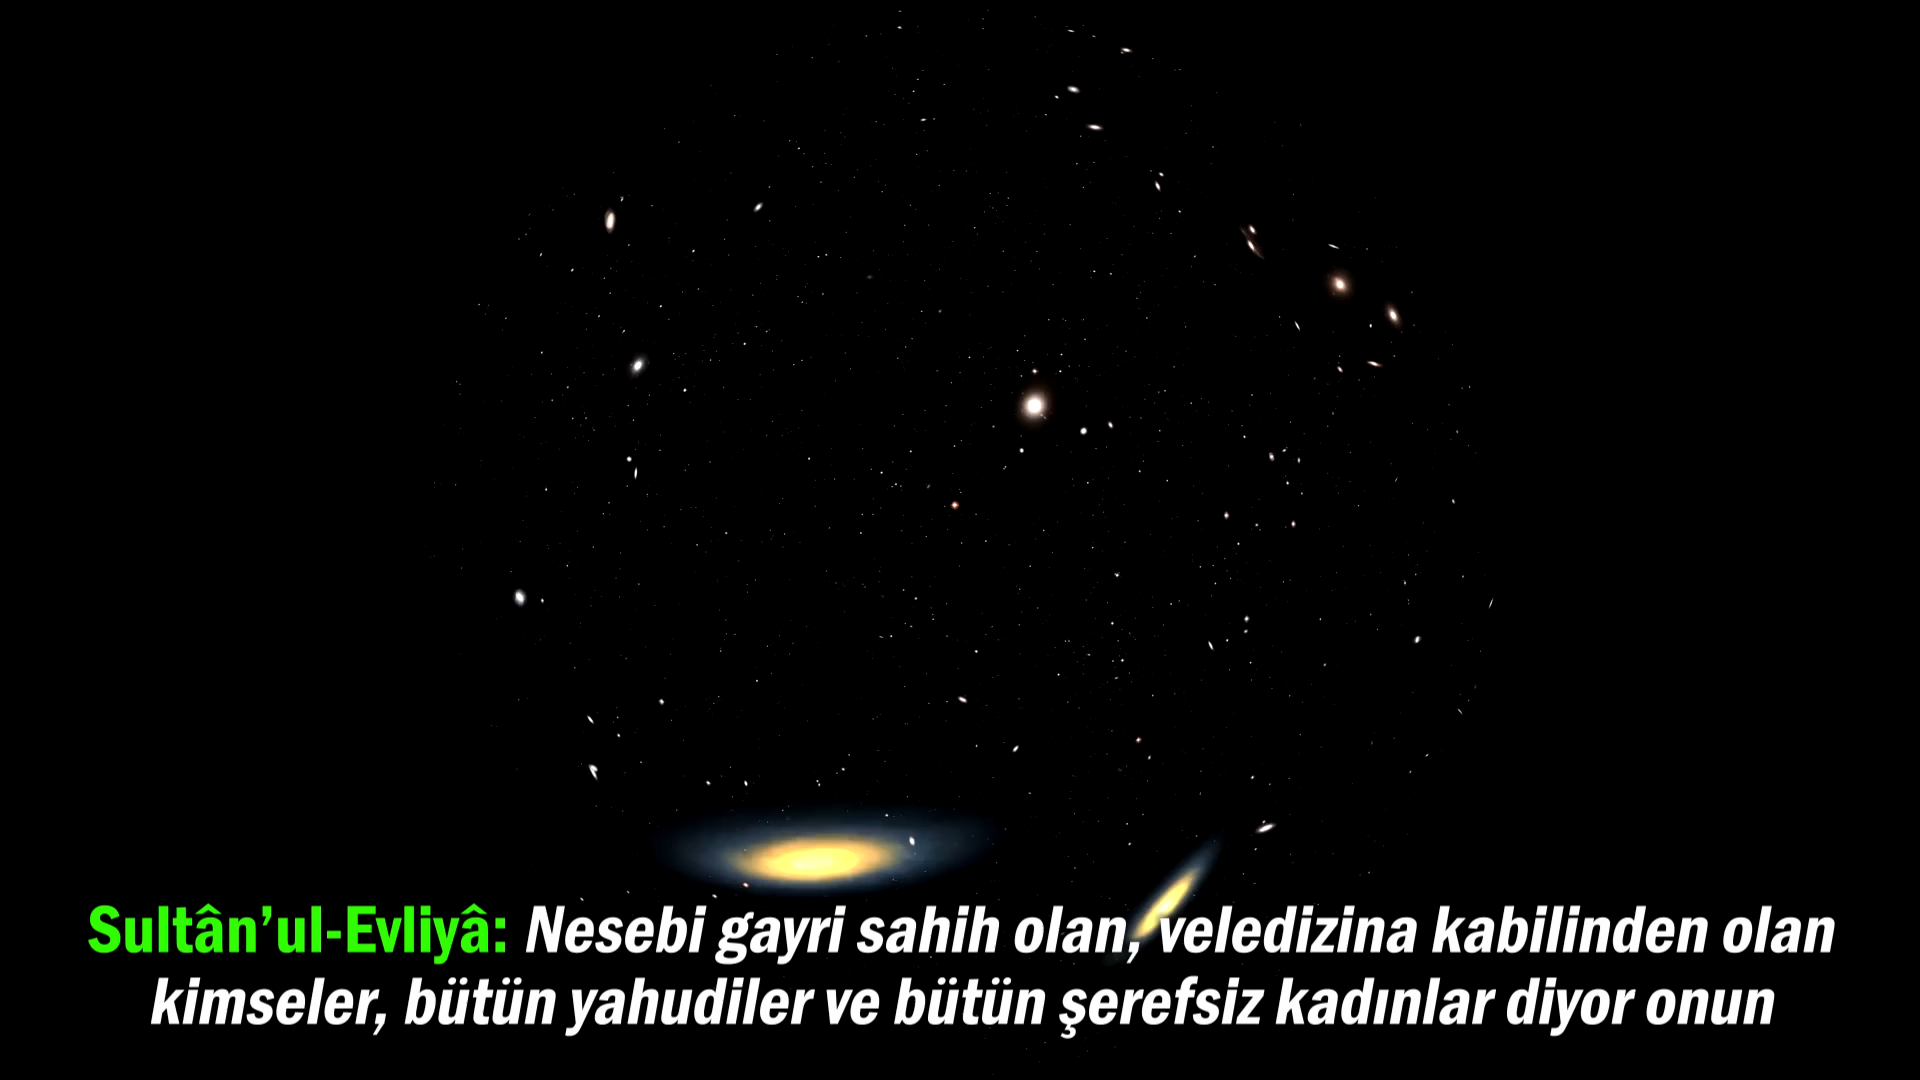 Sultân’ul-Evliyâ: Nesebi gayri sahih olan, veledizina kabilinden olan
kimseler, bütün yahudiler ve bütün şerefsiz kadınlar diyor onun